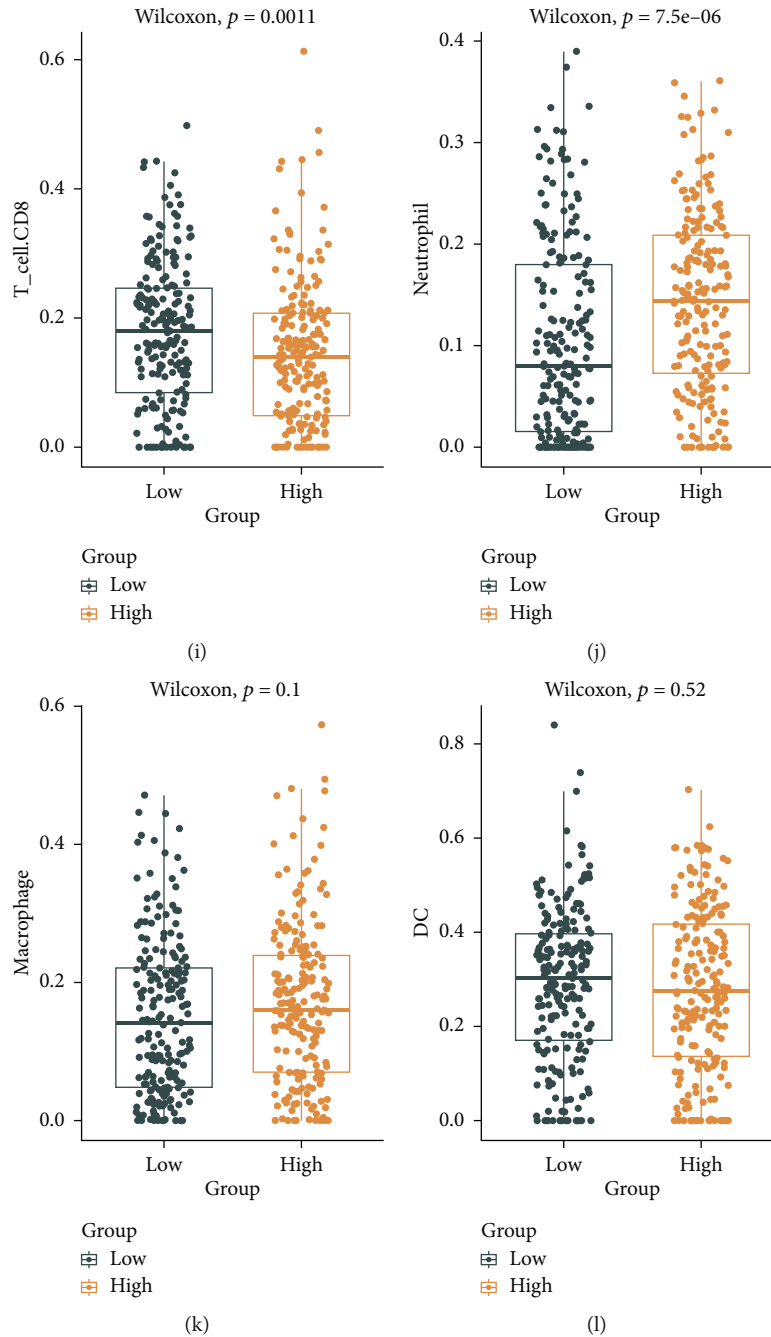 Wilcoxon, p = 0.0011
T_cell.CD8
0.6
0.4
0.2
0.0
Low
High
Group
Group
Low
High
(i)
Wilcoxon, p = 7.5e–06
Neutrophil
0.4
0.3
0.2
0.1
0.0
Low
High
Group
Group
Low
High
(j)
Wilcoxon, p = 0.1
Macrophage
0.6
0.4
0.2
0.0
Low
High
Group
Group
Low
High
(k)
Wilcoxon, p = 0.52
DC
0.8
0.6
0.4
0.2
0.0
Low
High
Group
Group
Low
High
(l)